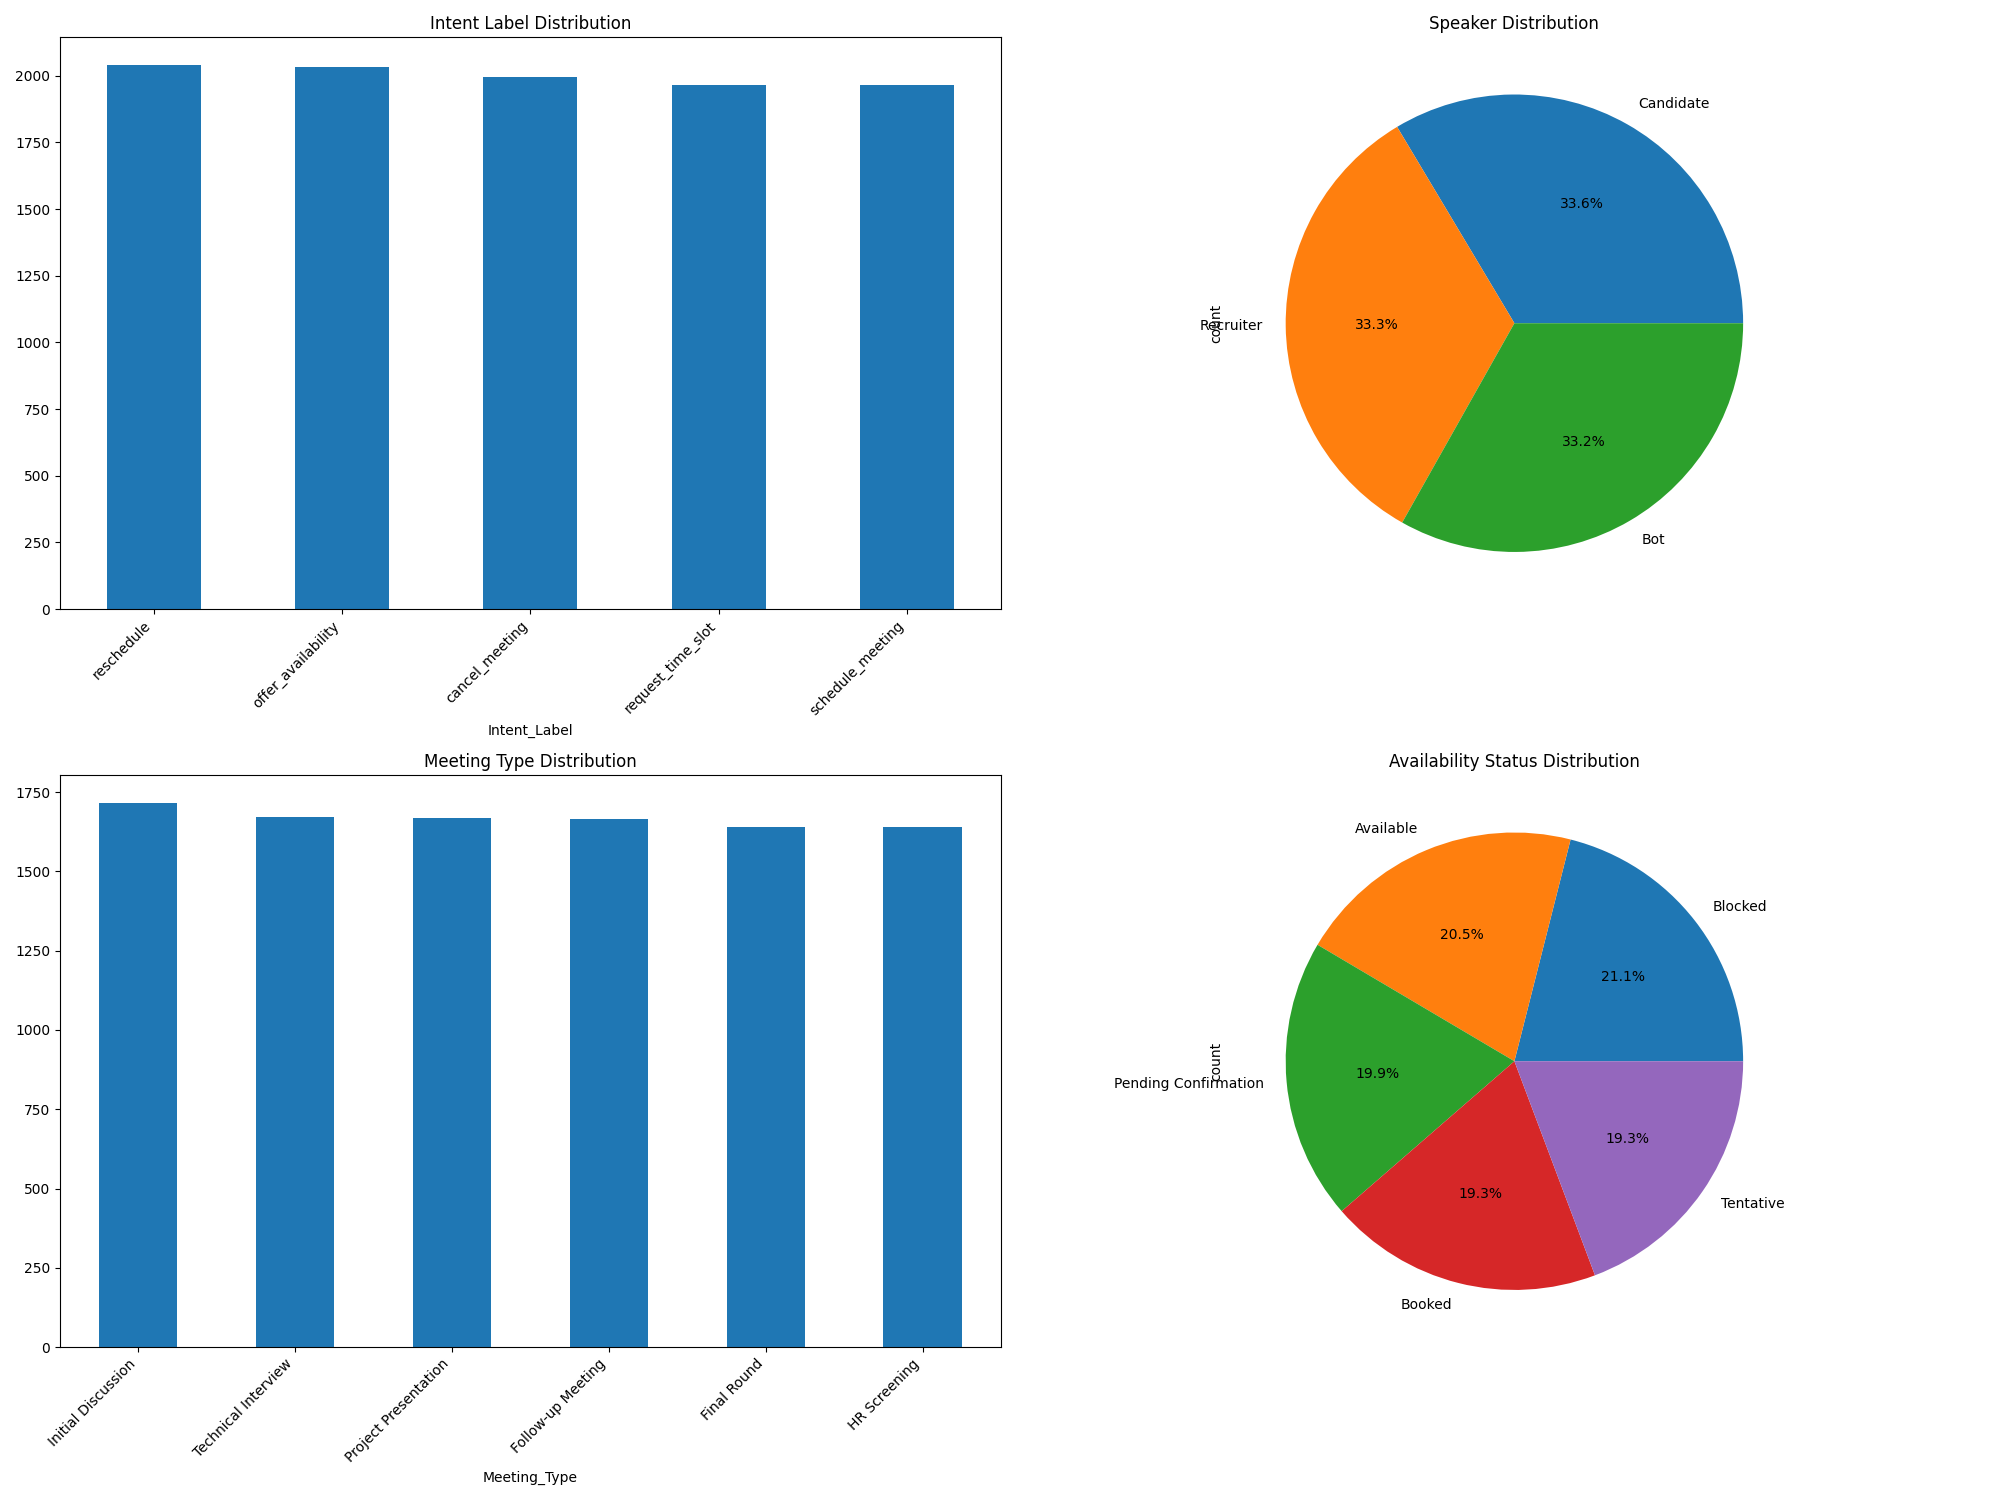 Intent Label Distribution
2000
1750
1500
1250
1000
750
500
250
0
reschedule
offer_availability
cancel_meeting
request_time_slot
schedule_meeting
Intent_Label
Speaker Distribution
count
Candidate
33.6%
Recruiter
33.3%
Bot
33.2%
Meeting Type Distribution
1750
1500
1250
1000
750
500
250
0
Initial Discussion
Technical Interview
Project Presentation
Follow-up Meeting
Final Round
HR Screening
Meeting_Type
Availability Status Distribution
count
Blocked
21.1%
Available
20.5%
Pending Confirmation
19.9%
Booked
19.3%
Tentative
19.3%